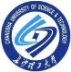 CHANGSHA UNIVERSITY OF SCIENCE & TECHNOLOGY
长沙理工大学